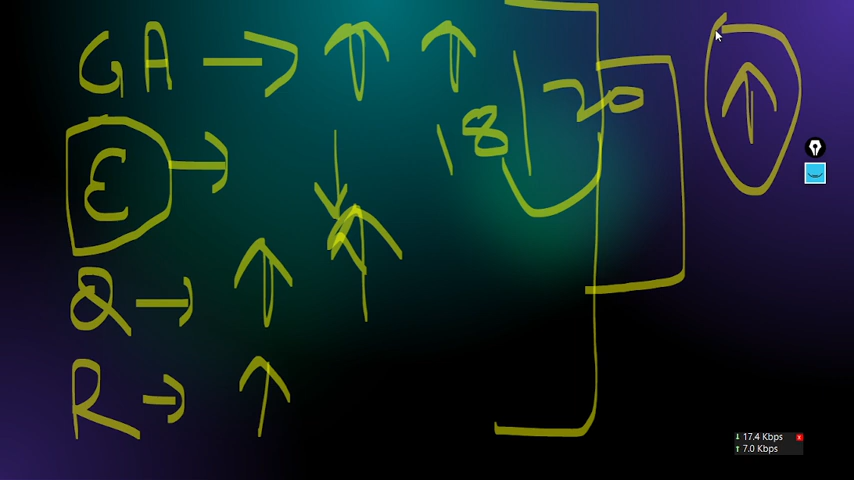 GA → ↑ ↑
18 | 20
E →
Q → ↑
R → ↑
↓ 17.4 Kbps
↑ 7.0 Kbps